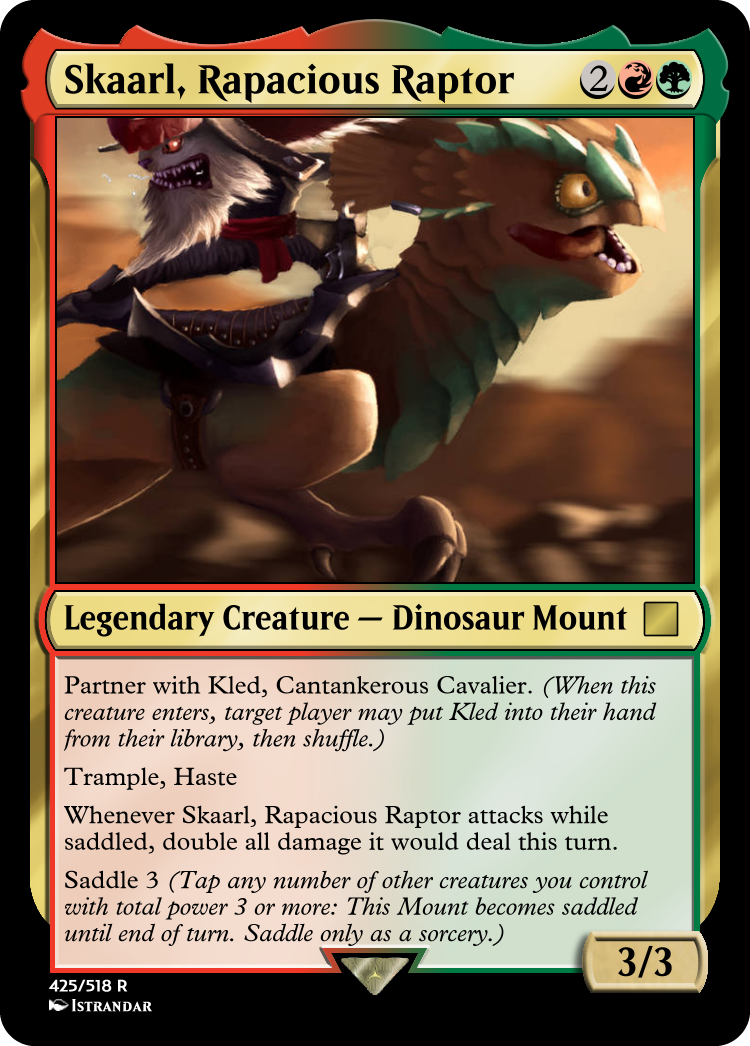 Skaarl, Rapacious Raptor 2
Legendary Creature — Dinosaur Mount
Partner with Kled, Cantankerous Cavalier. (When this
creature enters, target player may put Kled into their hand
from their library, then shuffle.)
Trample, Haste
Whenever Skaarl, Rapacious Raptor attacks while
saddled, double all damage it would deal this turn.
Saddle 3 (Tap any number of other creatures you control
with total power 3 or more: This Mount becomes saddled
until end of turn. Saddle only as a sorcery.)
3/3
425/518 R
Istrandar